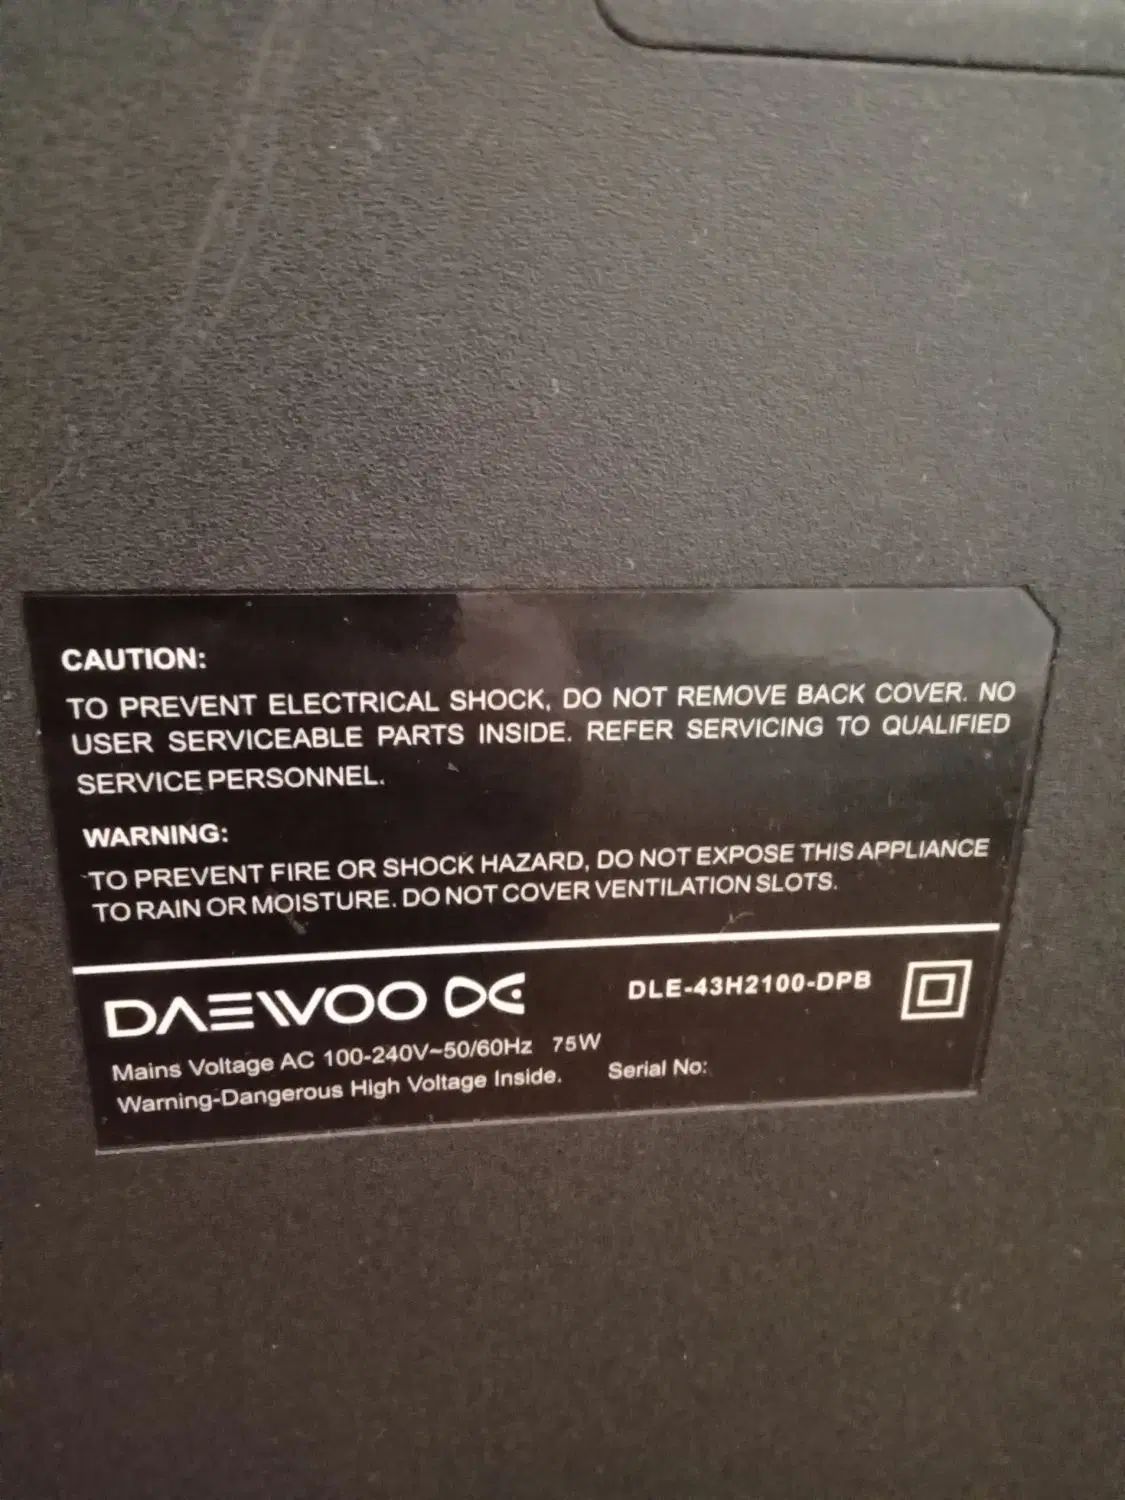 CAUTION:
TO PREVENT ELECTRICAL SHOCK, DO NOT REMOVE BACK COVER. NO
USER SERVICEABLE PARTS INSIDE. REFER SERVICING TO QUALIFIED
SERVICE PERSONNEL.
WARNING:
TO PREVENT FIRE OR SHOCK HAZARD, DO NOT EXPOSE THIS APPLIANCE
TO RAIN OR MOISTURE. DO NOT COVER VENTILATION SLOTS.
DAEWOO DE DLE-43H2100-DPB
Mains Voltage AC 100-240V~50/60Hz 75W
Warning-Dangerous High Voltage Inside. Serial No: